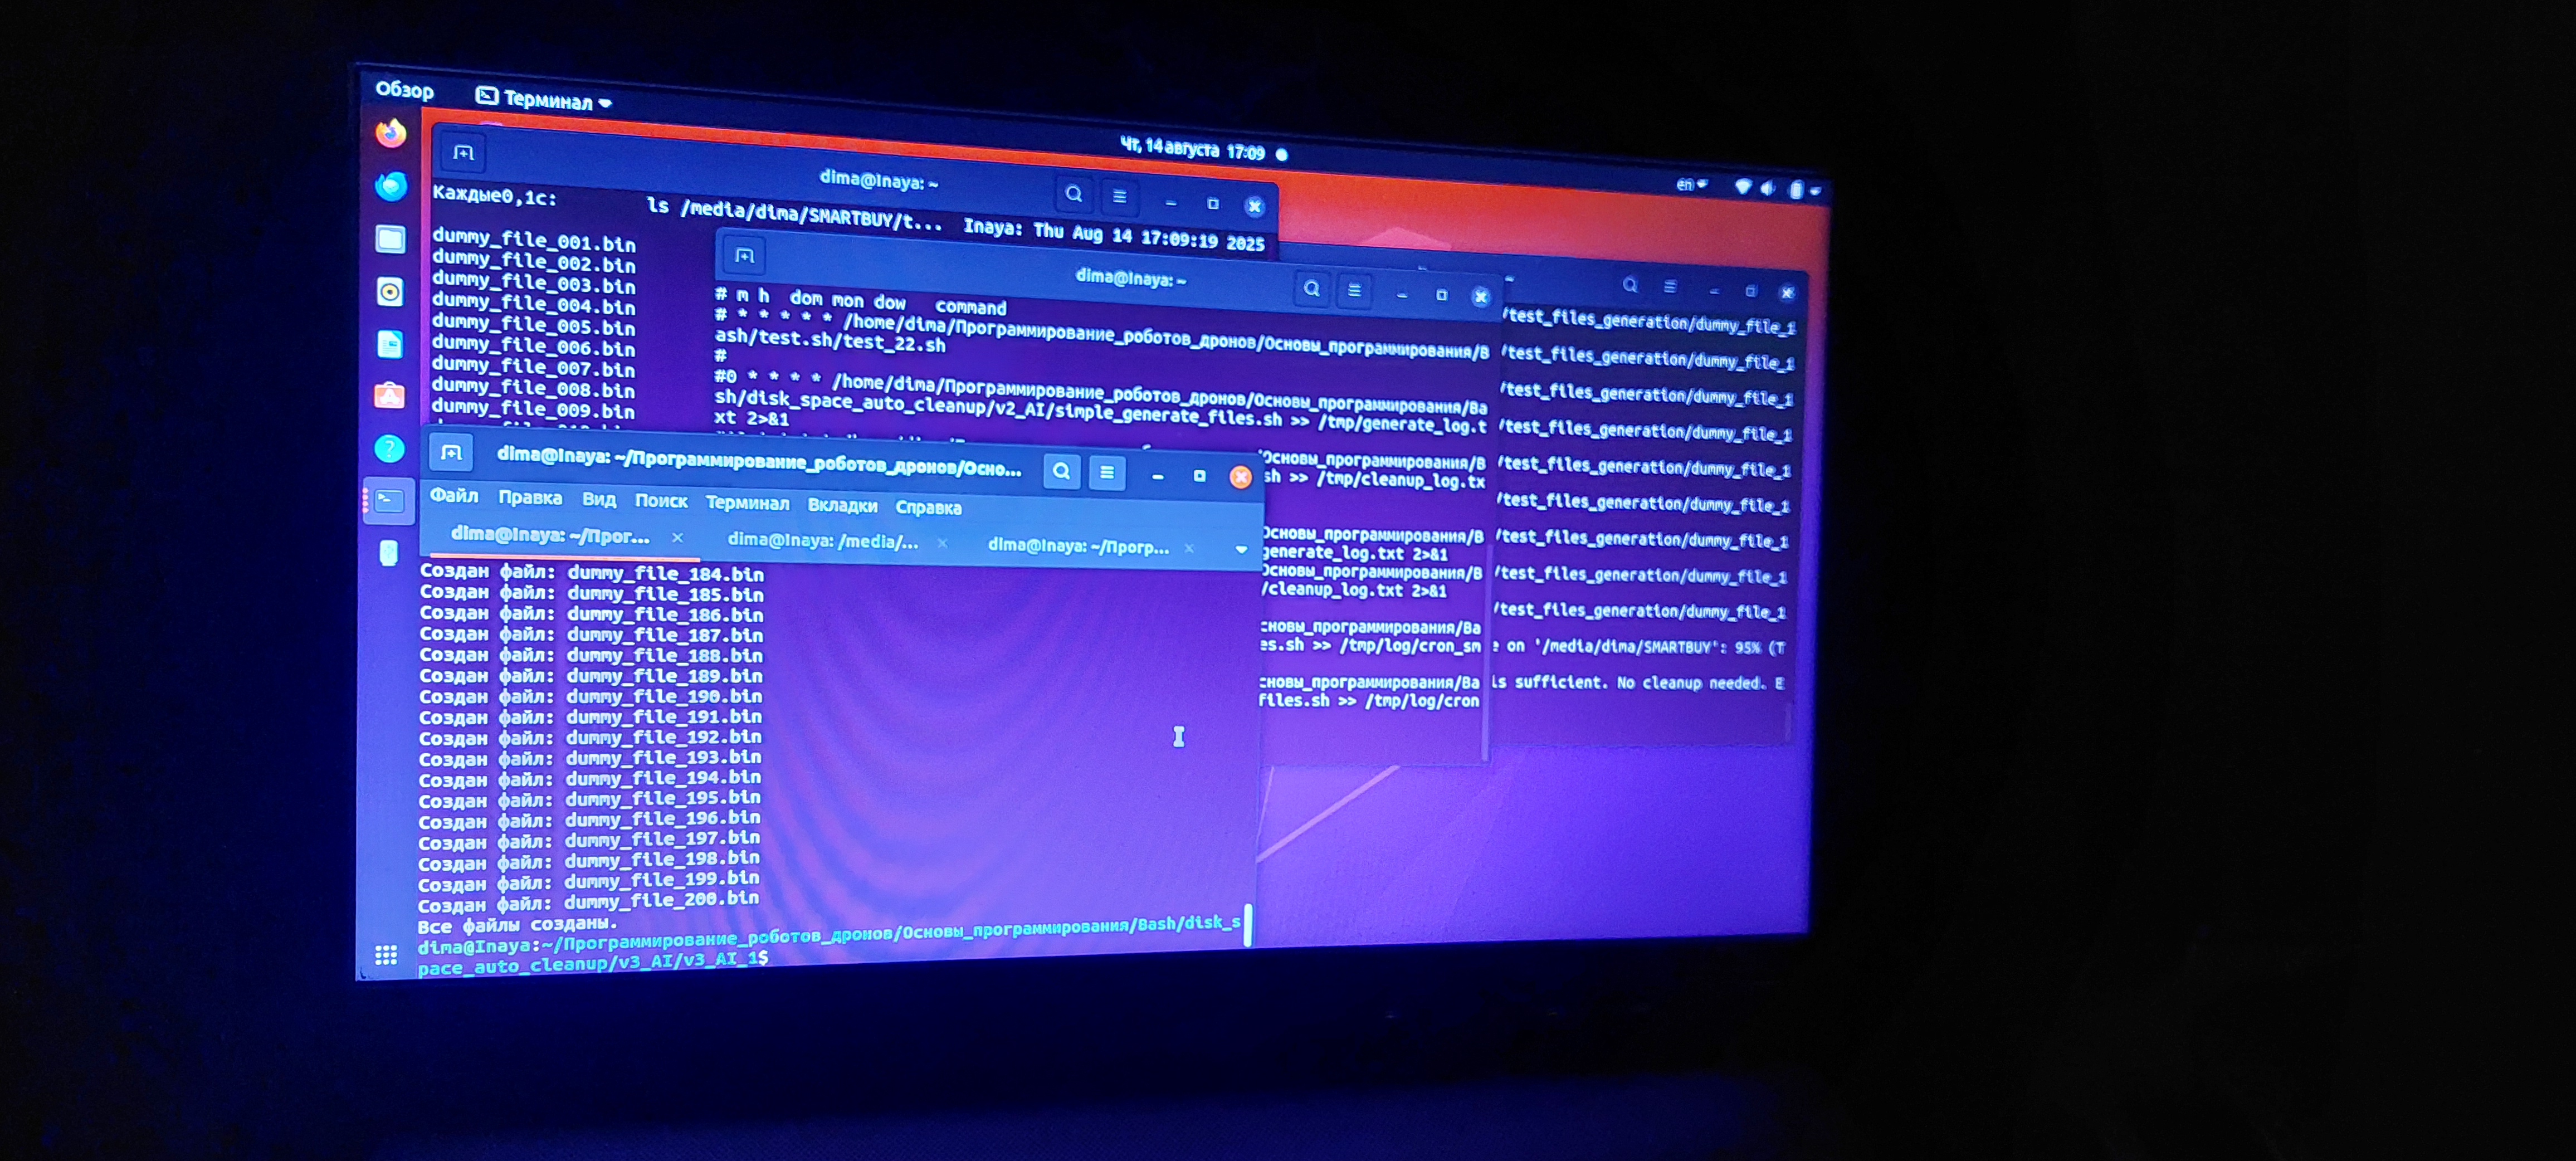 Обзор
Терминал
Чт, 14 августа 17:09
en
dima@Inaya: ~
Каждые0,1с:
ls /media/dima/SMARTBUY/t...
Inaya: Thu Aug 14 17:09:19 2025
dummy_file_001.bin
dummy_file_002.bin
dummy_file_003.bin
dummy_file_004.bin
dummy_file_005.bin
dummy_file_006.bin
dummy_file_007.bin
dummy_file_008.bin
dummy_file_009.bin
dima@Inaya: ~
# m h  dom mon dow   command
# * * * * * /home/dima/Программирование_роботов_дронов/Основы_программирования/B
ash/test.sh/test_22.sh
#
#0 * * * * /home/dima/Программирование_роботов_дронов/Основы_программирования/Ba
sh/disk_space_auto_cleanup/v2_AI/simple_generate_files.sh >> /tmp/generate_log.t
xt 2>&1
Основы_программирования/B
sh >> /tmp/cleanup_log.tx
Основы_программирования/B
generate_log.txt 2>&1
Основы_программирования/B
/cleanup_log.txt 2>&1
сновы_программирования/Ba
es.sh >> /tmp/log/cron_sm
сновы_программирования/Ba
files.sh >> /tmp/log/cron
/test_files_generation/dummy_file_1
/test_files_generation/dummy_file_1
/test_files_generation/dummy_file_1
/test_files_generation/dummy_file_1
/test_files_generation/dummy_file_1
/test_files_generation/dummy_file_1
/test_files_generation/dummy_file_1
/test_files_generation/dummy_file_1
/test_files_generation/dummy_file_1
e on '/media/dima/SMARTBUY': 95% (T
is sufficient. No cleanup needed. E
dima@Inaya: ~/Программирование_роботов_дронов/Осно...
Файл Правка Вид Поиск Терминал Вкладки Справка
dima@Inaya: ~/Прог...
dima@Inaya: /media/...
dima@Inaya: ~/Прогр...
Создан файл: dummy_file_184.bin
Создан файл: dummy_file_185.bin
Создан файл: dummy_file_186.bin
Создан файл: dummy_file_187.bin
Создан файл: dummy_file_188.bin
Создан файл: dummy_file_189.bin
Создан файл: dummy_file_190.bin
Создан файл: dummy_file_191.bin
Создан файл: dummy_file_192.bin
Создан файл: dummy_file_193.bin
Создан файл: dummy_file_194.bin
Создан файл: dummy_file_195.bin
Создан файл: dummy_file_196.bin
Создан файл: dummy_file_197.bin
Создан файл: dummy_file_198.bin
Создан файл: dummy_file_199.bin
Создан файл: dummy_file_200.bin
Все файлы созданы.
dima@Inaya:~/Программирование_роботов_дронов/Основы_программирования/Bash/disk_s
pace_auto_cleanup/v3_AI/v3_AI_1$